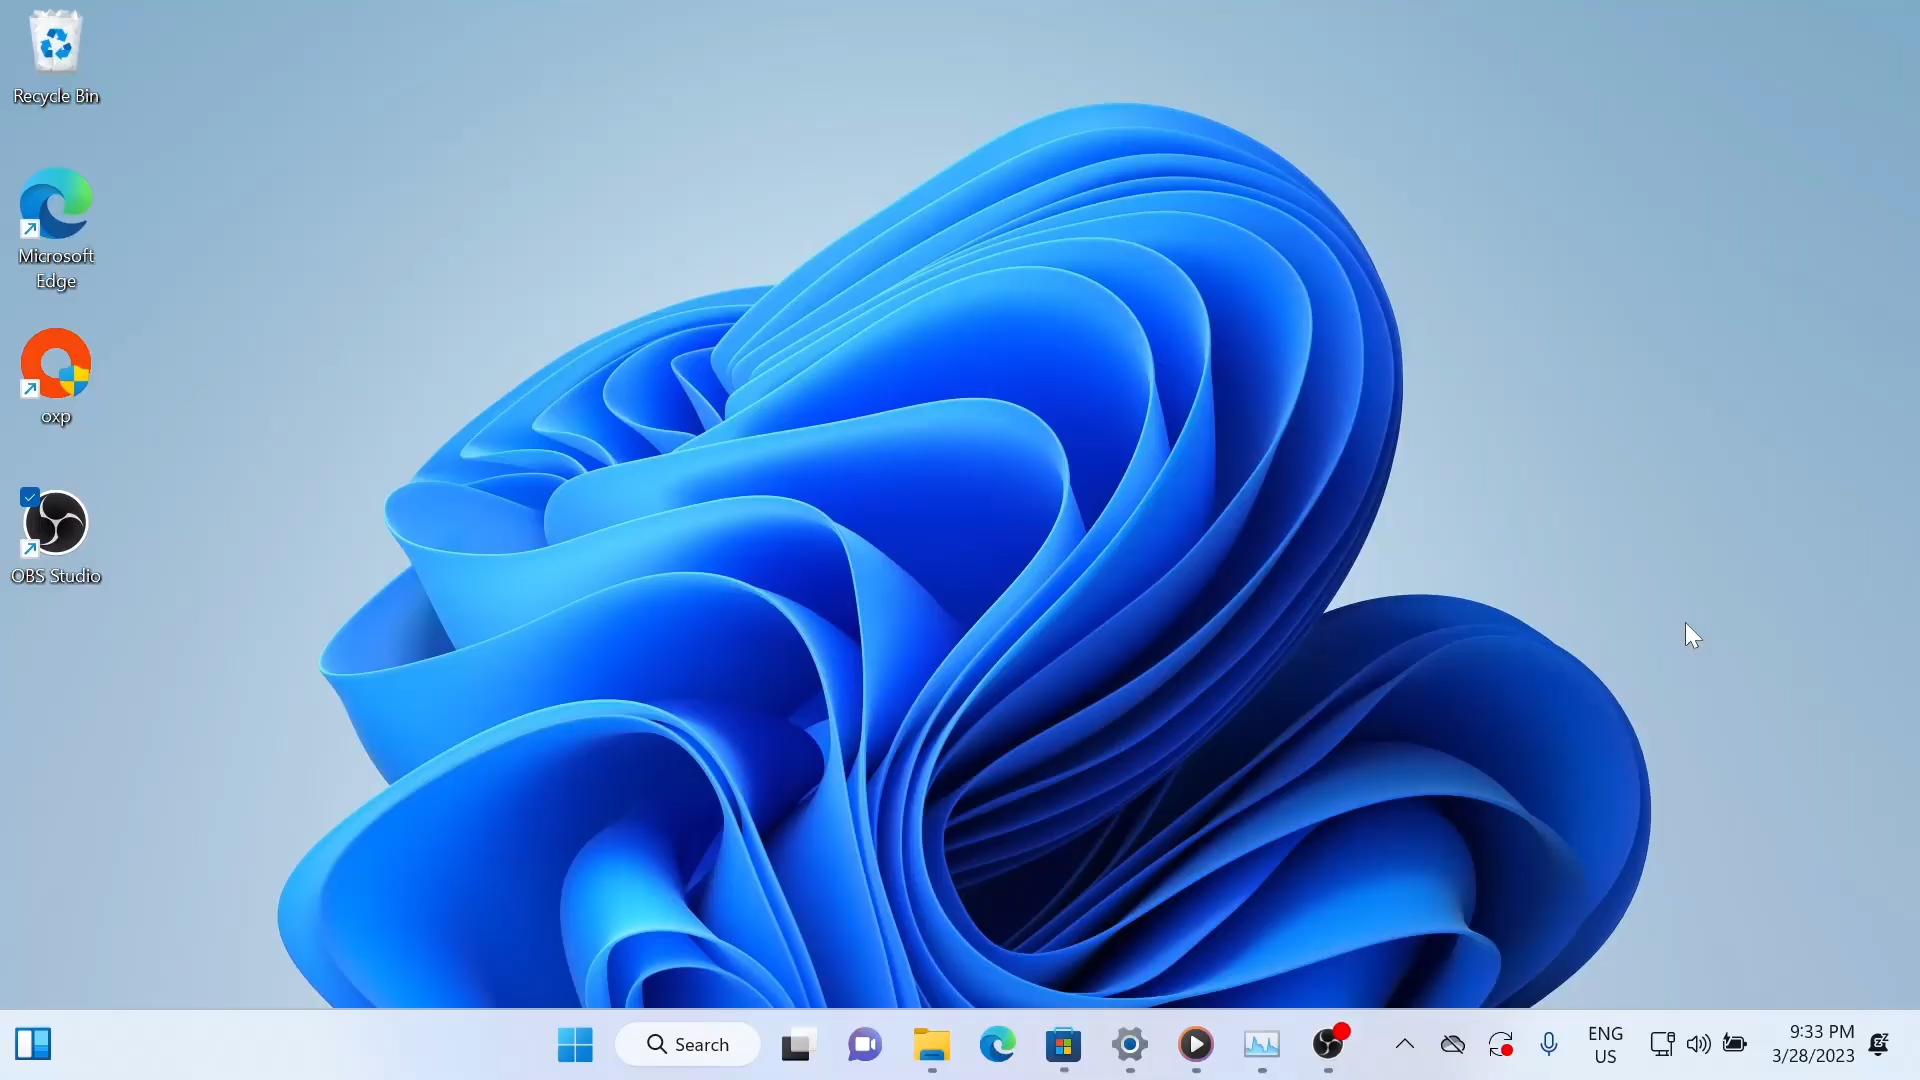 Recycle Bin
Microsoft
Edge
oxp
OBS Studio
Search
ENG
US
9:33 PM
3/28/2023